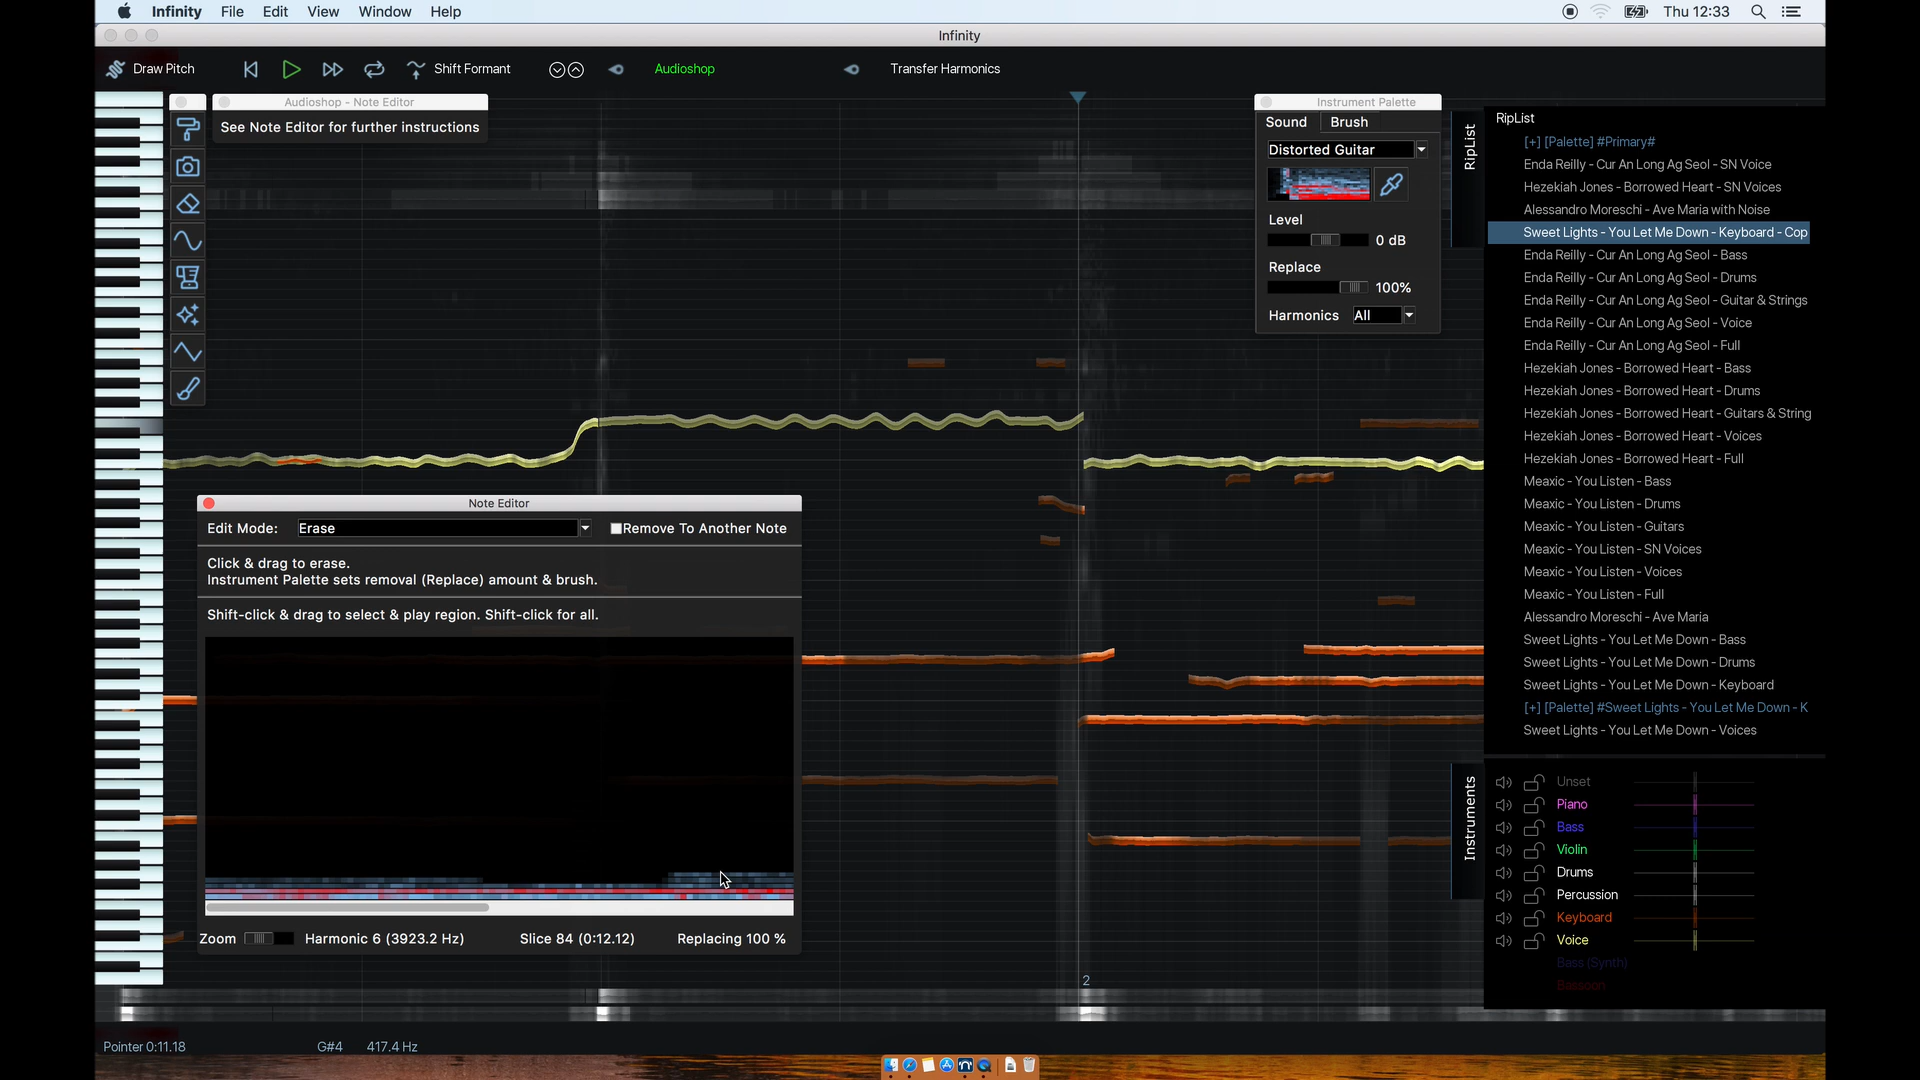 Infinity File Edit View Window Help
Thu 12:33
Infinity
Draw Pitch
Shift Formant
Audioshop
Transfer Harmonics
Audioshop - Note Editor
See Note Editor for further instructions
Instrument Palette
Sound
Brush
Distorted Guitar
Level
0 dB
Replace
100%
Harmonics
All
RipList
RipList
[+] [Palette] #Primary#
Enda Reilly - Cur An Long Ag Seol - SN Voice
Hezekiah Jones - Borrowed Heart - SN Voices
Alessandro Moreschi - Ave Maria with Noise
Sweet Lights - You Let Me Down - Keyboard - Cop
Enda Reilly - Cur An Long Ag Seol - Bass
Enda Reilly - Cur An Long Ag Seol - Drums
Enda Reilly - Cur An Long Ag Seol - Guitar & Strings
Enda Reilly - Cur An Long Ag Seol - Voice
Enda Reilly - Cur An Long Ag Seol - Full
Hezekiah Jones - Borrowed Heart - Bass
Hezekiah Jones - Borrowed Heart - Drums
Hezekiah Jones - Borrowed Heart - Guitars & String
Hezekiah Jones - Borrowed Heart - Voices
Hezekiah Jones - Borrowed Heart - Full
Meaxic - You Listen - Bass
Meaxic - You Listen - Drums
Meaxic - You Listen - Guitars
Meaxic - You Listen - SN Voices
Meaxic - You Listen - Voices
Meaxic - You Listen - Full
Alessandro Moreschi - Ave Maria
Sweet Lights - You Let Me Down - Bass
Sweet Lights - You Let Me Down - Drums
Sweet Lights - You Let Me Down - Keyboard
[+] [Palette] #Sweet Lights - You Let Me Down - K
Sweet Lights - You Let Me Down - Voices
Note Editor
Edit Mode:
Erase
Remove To Another Note
Click & drag to erase.
Instrument Palette sets removal (Replace) amount & brush.
Shift-click & drag to select & play region. Shift-click for all.
Zoom
Harmonic 6 (3923.2 Hz)
Slice 84 (0:12.12)
Replacing 100 %
Instruments
Unset
Piano
Bass
Violin
Drums
Percussion
Keyboard
Voice
Bass (Synth)
Bassoon
2
Pointer 0:11.18
G#4
417.4 Hz